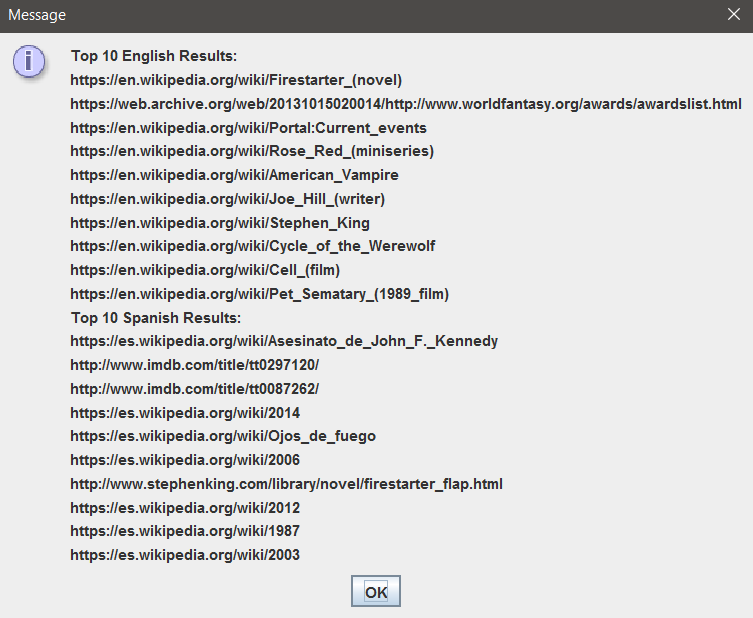 Message
Top 10 English Results:
https://en.wikipedia.org/wiki/Firestarter_(novel)
https://web.archive.org/web/20131015020014/http://www.worldfantasy.org/awards/awardslist.html
https://en.wikipedia.org/wiki/Portal:Current_events
https://en.wikipedia.org/wiki/Rose_Red_(miniseries)
https://en.wikipedia.org/wiki/American_Vampire
https://en.wikipedia.org/wiki/Joe_Hill_(writer)
https://en.wikipedia.org/wiki/Stephen_King
https://en.wikipedia.org/wiki/Cycle_of_the_Werewolf
https://en.wikipedia.org/wiki/Cell_(film)
https://en.wikipedia.org/wiki/Pet_Sematary_(1989_film)
Top 10 Spanish Results:
https://es.wikipedia.org/wiki/Asesinato_de_John_F._Kennedy
http://www.imdb.com/title/tt0297120/
http://www.imdb.com/title/tt0087262/
https://es.wikipedia.org/wiki/2014
https://es.wikipedia.org/wiki/Ojos_de_fuego
https://es.wikipedia.org/wiki/2006
http://www.stephenking.com/library/novel/firestarter_flap.html
https://es.wikipedia.org/wiki/2012
https://es.wikipedia.org/wiki/1987
https://es.wikipedia.org/wiki/2003
OK